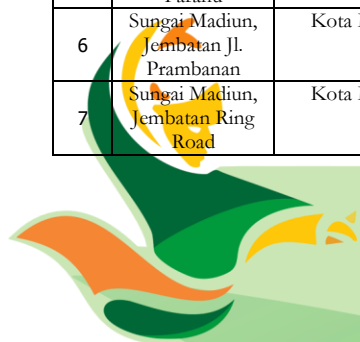 6
Sungai Madiun,
Jembatan Jl.
Prambanan
Kota
7
Sungai Madiun,
Jembatan Ring
Road
Kota